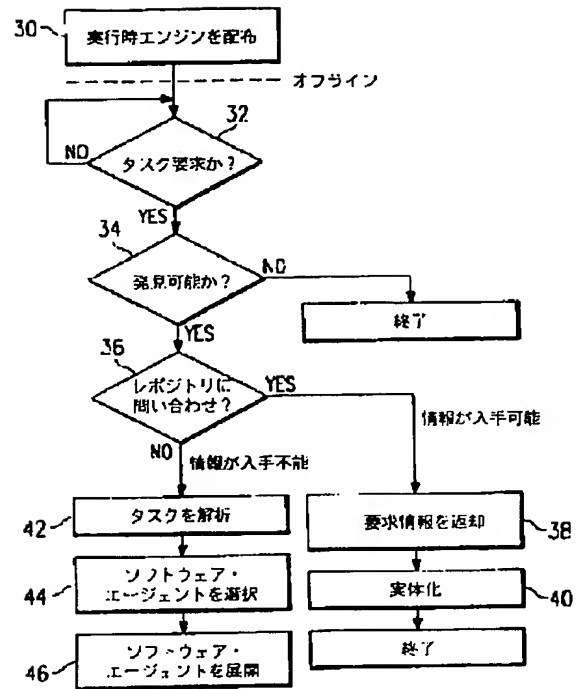 30
実行時エンジンを配布
オフライン
32
NO
タスク要求か?
YES
34
発見可能か?
NO
終了
YES
36
レポジトリに
問い合わせ?
YES
情報が入手可能
NO
情報が入手不能
42
タスクを解析
要求情報を返却
38
44
ソフトウェア・
エージェントを選択
実体化
40
46
ソフトウェア・
エージェントを展開
終了